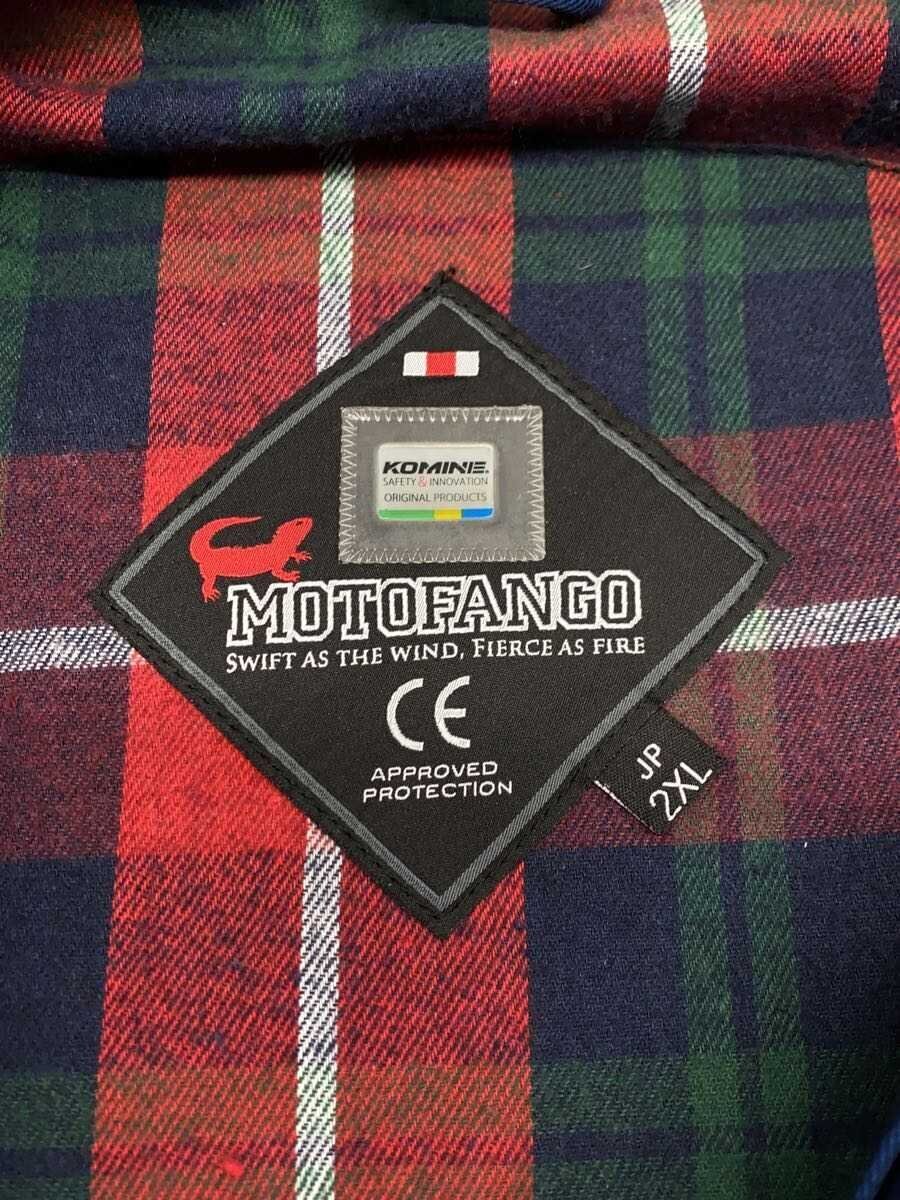 KOMINE.
SAFETY & INNOVATION
ORIGINAL PRODUCTS
MOTOFANGO
SWIFT AS THE WIND, FIERCE AS FIRE
CE
APPROVED
PROTECTION
JP
2XL